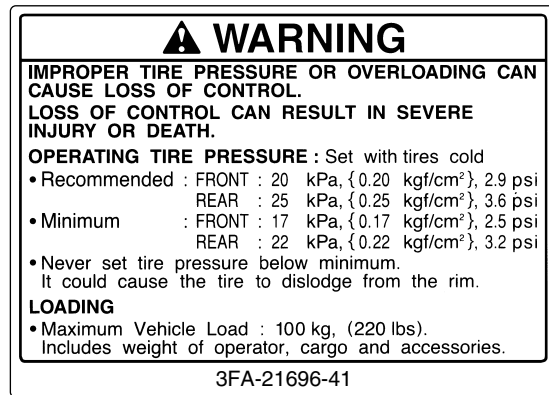 WARNING
IMPROPER TIRE PRESSURE OR OVERLOADING CAN
CAUSE LOSS OF CONTROL.
LOSS OF CONTROL CAN RESULT IN SEVERE
INJURY OR DEATH.
OPERATING TIRE PRESSURE : Set with tires cold
• Recommended : FRONT : 20 kPa, {0.20 kgf/cm²}, 2.9 psi
REAR : 25 kPa, {0.25 kgf/cm²}, 3.6 psi
• Minimum : FRONT : 17 kPa, {0.17 kgf/cm²}, 2.5 psi
REAR : 22 kPa, {0.22 kgf/cm²}, 3.2 psi
• Never set tire pressure below minimum.
It could cause the tire to dislodge from the rim.
LOADING
• Maximum Vehicle Load : 100 kg, (220 lbs).
Includes weight of operator, cargo and accessories.
3FA-21696-41